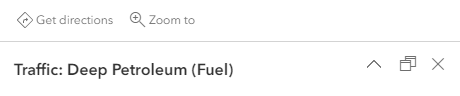 Get directions Zoom to
Traffic: Deep Petroleum (Fuel)